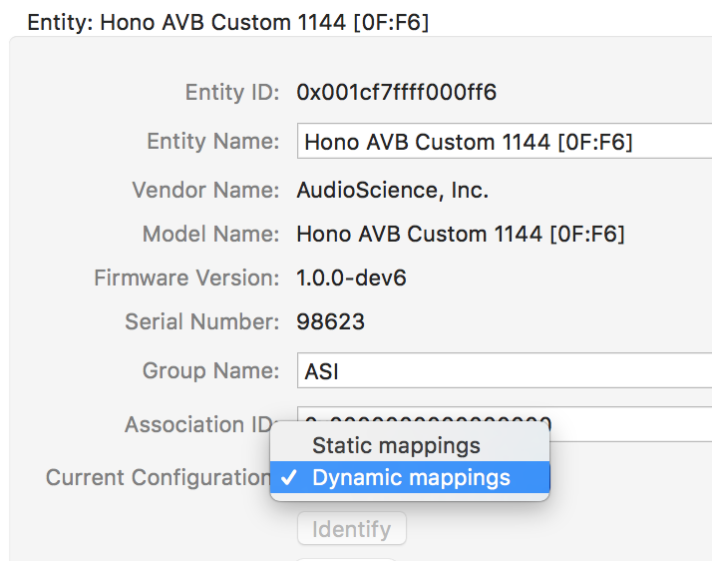 Entity: Hono AVB Custom 1144 [0F:F6]
Entity ID: 0x001cf7ffff000ff6
Entity Name: Hono AVB Custom 1144 [0F:F6]
Vendor Name: AudioScience, Inc.
Model Name: Hono AVB Custom 1144 [0F:F6]
Firmware Version: 1.0.0-dev6
Serial Number: 98623
Group Name: ASI
Association ID:
Static mappings
Current Configuration ✓ Dynamic mappings
Identify